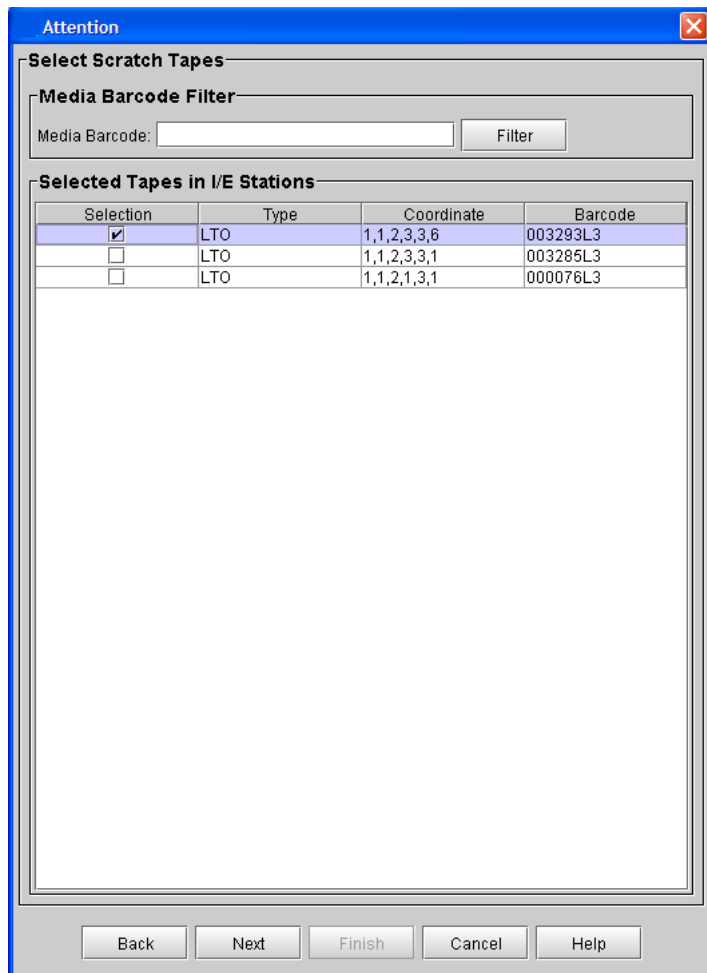 Attention
Select Scratch Tapes
Media Barcode Filter
Media Barcode: Filter
Selected Tapes in I/E Stations
Selection Type Coordinate Barcode
LTO 1,1,2,3,3,6 003293L3
LTO 1,1,2,3,3,1 003285L3
LTO 1,1,2,1,3,1 000076L3
Back Next Finish Cancel Help